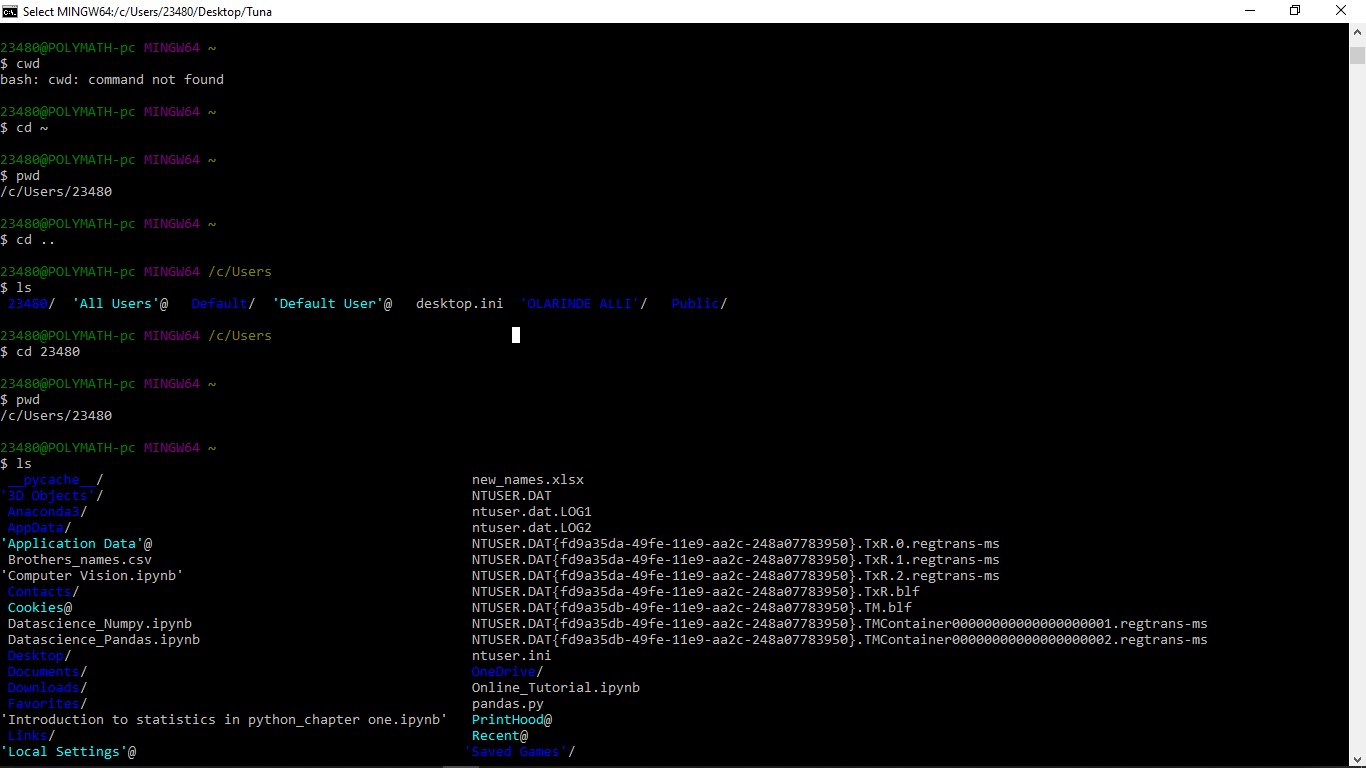 Select MINGW64:/c/Users/23480/Desktop/Tuna
23480@POLYMATH-pc MINGW64 ~
$ cwd
bash: cwd: command not found
23480@POLYMATH-pc MINGW64 ~
$ cd ~
23480@POLYMATH-pc MINGW64 ~
$ pwd
/c/Users/23480
23480@POLYMATH-pc MINGW64 ~
$ cd ..
23480@POLYMATH-pc MINGW64 /c/Users
$ ls
23480/ 'All Users'@ Default/ 'Default User'@ desktop.ini 'OLARINDE ALLI'/ Public/
23480@POLYMATH-pc MINGW64 /c/Users
$ cd 23480
23480@POLYMATH-pc MINGW64 ~
$ pwd
/c/Users/23480
23480@POLYMATH-pc MINGW64 ~
$ ls
__pycache__/ new_names.xlsx
'3D Objects'/ NTUSER.DAT
Anaconda3/ ntuser.dat.LOG1
AppData/ ntuser.dat.LOG2
'Application Data'@ NTUSER.DAT{fd9a35da-49fe-11e9-aa2c-248a07783950}.TxR.0.regtrans-ms
Brothers_names.csv NTUSER.DAT{fd9a35da-49fe-11e9-aa2c-248a07783950}.TxR.1.regtrans-ms
'Computer Vision.ipynb' NTUSER.DAT{fd9a35da-49fe-11e9-aa2c-248a07783950}.TxR.2.regtrans-ms
Contacts/ NTUSER.DAT{fd9a35da-49fe-11e9-aa2c-248a07783950}.TxR.blf
Cookies@ NTUSER.DAT{fd9a35db-49fe-11e9-aa2c-248a07783950}.TM.blf
Datascience_Numpy.ipynb NTUSER.DAT{fd9a35db-49fe-11e9-aa2c-248a07783950}.TMContainer00000000000000000001.regtrans-ms
Datascience_Pandas.ipynb NTUSER.DAT{fd9a35db-49fe-11e9-aa2c-248a07783950}.TMContainer00000000000000000002.regtrans-ms
Desktop/ ntuser.ini
Documents/ OneDrive/
Downloads/ Online_Tutorial.ipynb
Favorites/ pandas.py
'Introduction to statistics in python_chapter one.ipynb' PrintHood@
Links/ Recent@
'Local Settings'@ 'Saved Games'/